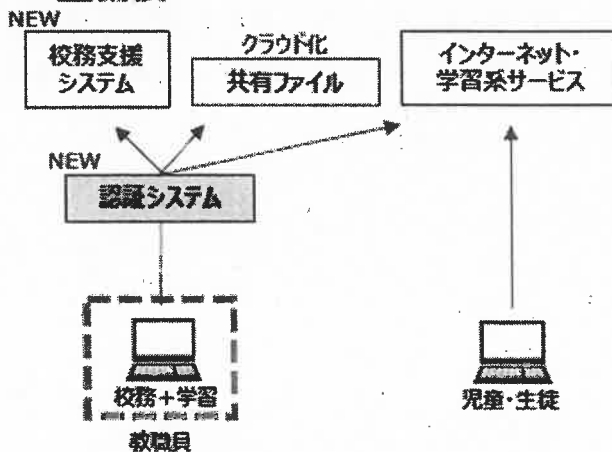 NEW
校務支援
システム
クラウド化
共有ファイル
インターネット・
学習系サービス
NEW
認証システム
校務＋学習
教職員
児童・生徒